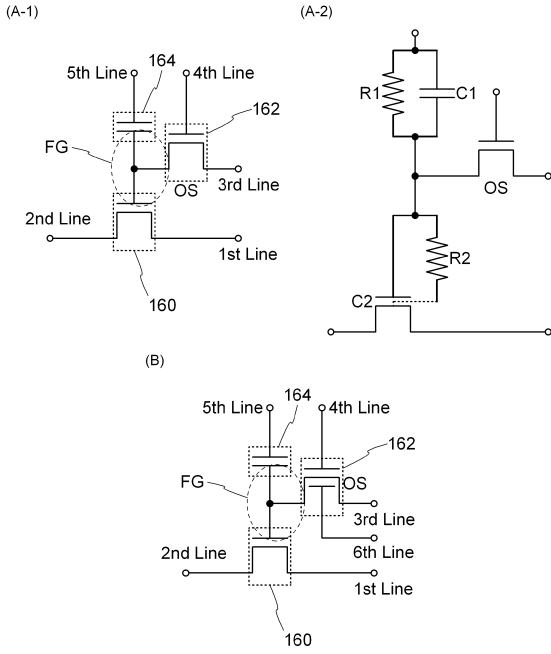 (A-1)
(A-2)
164
5th Line
4th Line
162
FG
OS
3rd Line
2nd Line
1st Line
160
R1
C1
OS
R2
C2
(B)
164
5th Line
4th Line
162
FG
OS
3rd Line
6th Line
2nd Line
1st Line
160